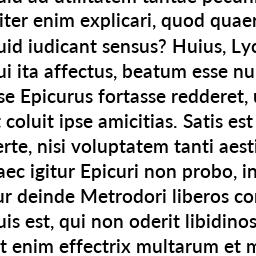 iter enim explicari, quod quaer
uid iudicant sensus? Huius, Lyc
ui ita affectus, beatum esse nu
se Epicurus fortasse redderet, u
coluit ipse amicitias. Satis est
erte, nisi voluptatem tanti aesti
aec igitur Epicuri non probo, in
ur deinde Metrodori liberos co
uis est, qui non oderit libidinos
t enim effectrix multarum et m